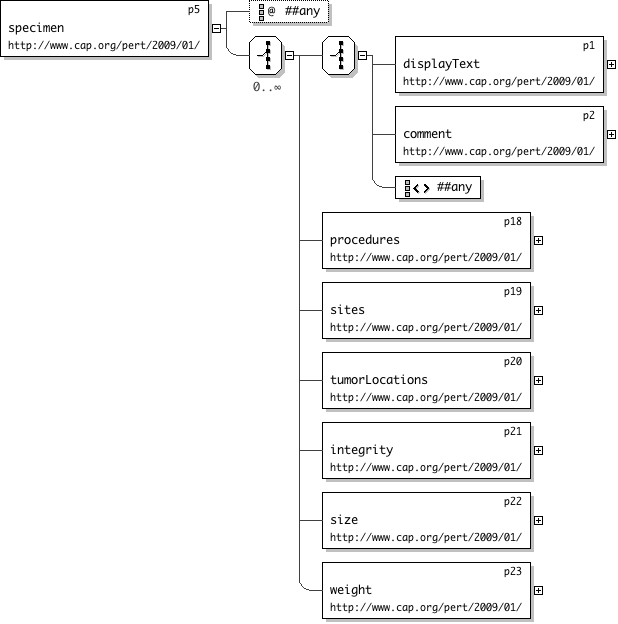 p5
specimen
http://www.cap.org/pert/2009/01/
@ ##any
0..∞
p1
displayText
http://www.cap.org/pert/2009/01/
p2
comment
http://www.cap.org/pert/2009/01/
<> ##any
p18
procedures
http://www.cap.org/pert/2009/01/
p19
sites
http://www.cap.org/pert/2009/01/
p20
tumorLocations
http://www.cap.org/pert/2009/01/
p21
integrity
http://www.cap.org/pert/2009/01/
p22
size
http://www.cap.org/pert/2009/01/
p23
weight
http://www.cap.org/pert/2009/01/